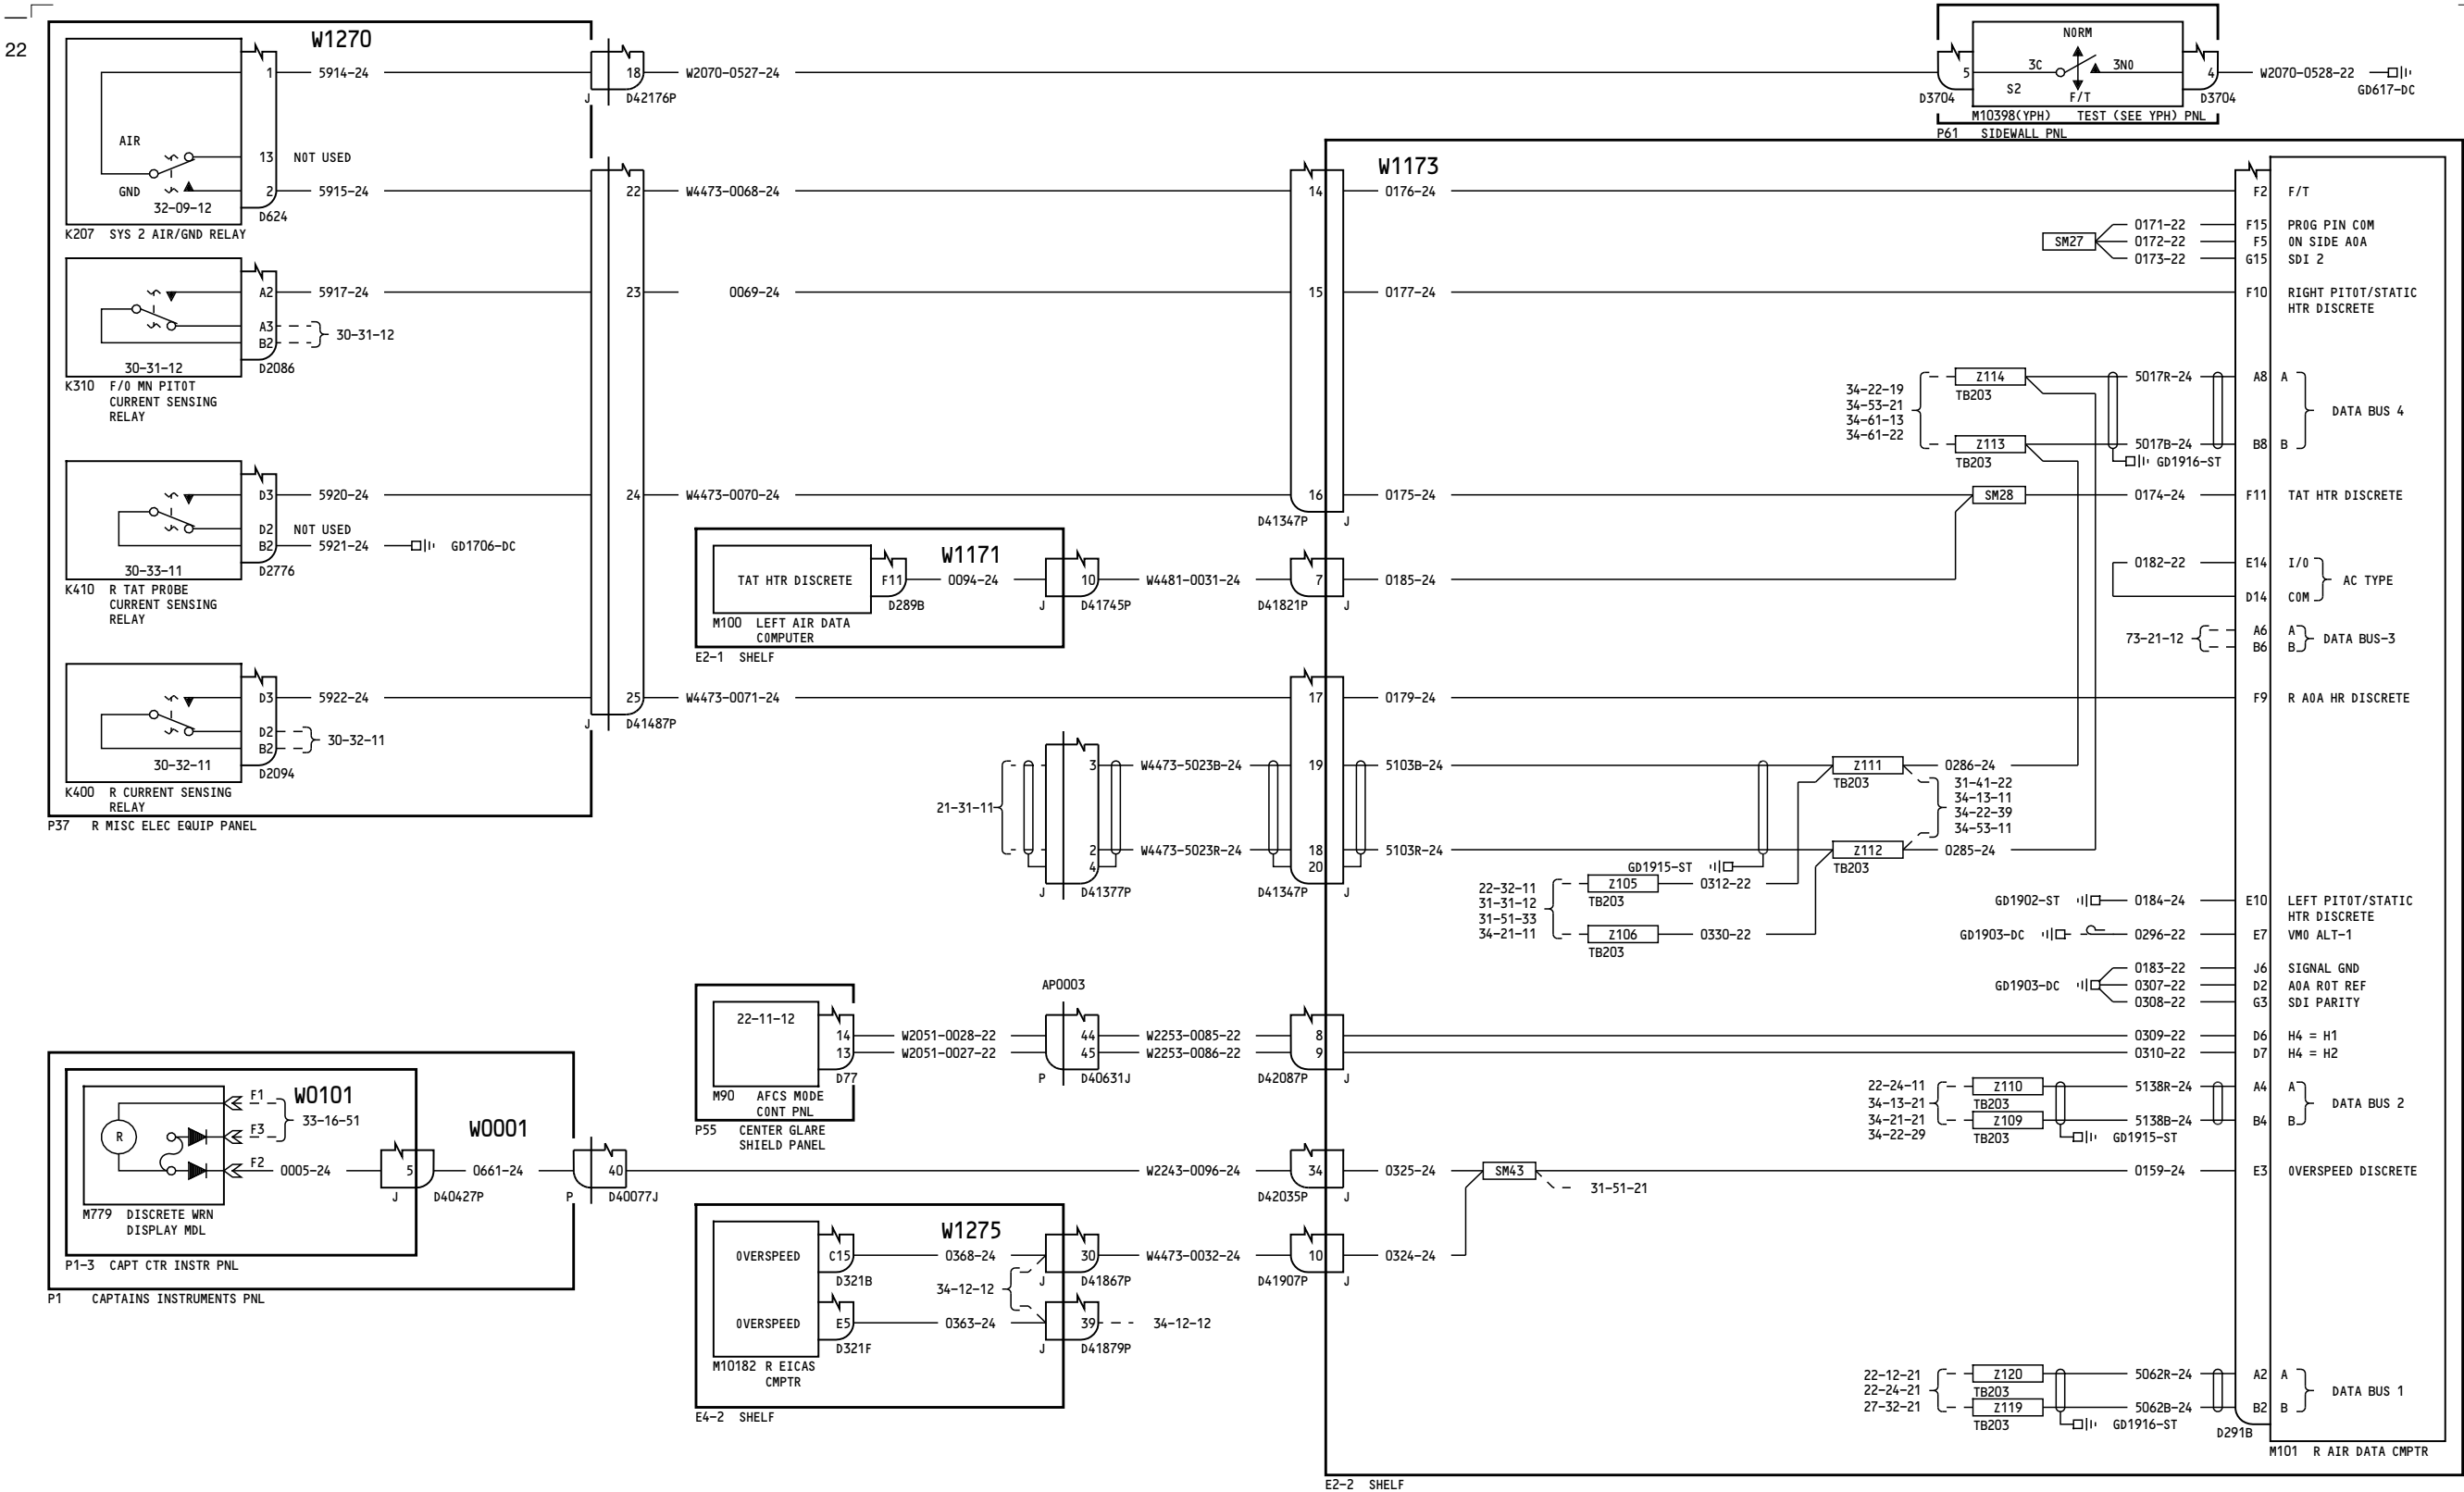 22
W1270
1 5914-24
18 W2070-0527-24
J D42176P
AIR
13 NOT USED
GND
2 5915-24
32-09-12
D624
K207 SYS 2 AIR/GND RELAY
22 W4473-0068-24
A2 5917-24
23 0069-24
A3
B2
30-31-12
30-31-12
D2086
K310 F/O MN PITOT
CURRENT SENSING
RELAY
D3 5920-24
24 W4473-0070-24
D2 NOT USED
B2 5921-24 GD1706-DC
30-33-11
D2776
K410 R TAT PROBE
CURRENT SENSING
RELAY
D3 5922-24
25 W4473-0071-24
J D41487P
D2
B2
30-32-11
30-32-11
D2094
K400 R CURRENT SENSING
RELAY
P37 R MISC ELEC EQUIP PANEL
NORM
5 3C 3NO 4
S2
F/T
D3704
D3704
W2070-0528-22
GD617-DC
M10398(YPH) TEST (SEE YPH) PNL
P61 SIDEWALL PNL
W1173
14 0176-24
15 0177-24
16 0175-24
D41347P J
W1171
TAT HTR DISCRETE F11 0094-24 10 W4481-0031-24 7 0185-24
D289B J D41745P D41821P J
M100 LEFT AIR DATA
COMPUTER
E2-1 SHELF
17 0179-24
21-31-11
3 W4473-5023B-24 19 5103B-24
2 W4473-5023R-24 18 5103R-24
4 20
J D41377P D41347P J
Z111 0286-24
TB203
31-41-22
34-13-11
34-22-39
34-53-11
Z112 0285-24
TB203
GD1915-ST
22-32-11
31-31-12
31-51-33
34-21-11
Z105 0312-22
TB203
Z106 0330-22
TB203
F2 F/T
SM27
0171-22 F15 PROG PIN COM
0172-22 F5 ON SIDE AOA
0173-22 G15 SDI 2
F10 RIGHT PITOT/STATIC
HTR DISCRETE
34-22-19
34-53-21
34-61-13
34-61-22
Z114 5017R-24 A8 A
TB203
DATA BUS 4
Z113 5017B-24 B8 B
TB203
GD1916-ST
SM28 0174-24 F11 TAT HTR DISCRETE
0182-22 E14 I/O
AC TYPE
D14 COM
73-21-12
A6 A
B6 B
DATA BUS-3
F9 R AOA HR DISCRETE
GD1902-ST 0184-24 E10 LEFT PITOT/STATIC
HTR DISCRETE
GD1903-DC 0296-22 E7 VMO ALT-1
0183-22 J6 SIGNAL GND
GD1903-DC 0307-22 D2 AOA ROT REF
0308-22 G3 SDI PARITY
AP0003
22-11-12
14 W2051-0028-22 44 W2253-0085-22 8 0309-22 D6 H4 = H1
13 W2051-0027-22 45 W2253-0086-22 9 0310-22 D7 H4 = H2
D77 P D40631J D42087P J
M90 AFCS MODE
CONT PNL
P55 CENTER GLARE
SHIELD PANEL
22-24-11
34-13-21
34-21-21
34-22-29
Z110 5138R-24 A4 A
TB203
DATA BUS 2
Z109 5138B-24 B4 B
TB203
GD1915-ST
W0101
R
F1
F3
33-16-51
W0001
F2 0005-24 5 0661-24 40 W2243-0096-24 34 0325-24 SM43 0159-24 E3 OVERSPEED DISCRETE
J D40427P P D40077J D42035P J
31-51-21
M779 DISCRETE WRN
DISPLAY MDL
P1-3 CAPT CTR INSTR PNL
P1 CAPTAINS INSTRUMENTS PNL
W1275
OVERSPEED C15 0368-24 30 W4473-0032-24 10 0324-24
D321B J D41867P D41907P J
34-12-12
OVERSPEED E5 0363-24 39 34-12-12
D321F J D41879P
M10182 R EICAS
CMPTR
E4-2 SHELF
22-12-21
22-24-21
27-32-21
Z120 5062R-24 A2 A
TB203
DATA BUS 1
Z119 5062B-24 B2 B
TB203
GD1916-ST
D291B
M101 R AIR DATA CMPTR
E2-2 SHELF